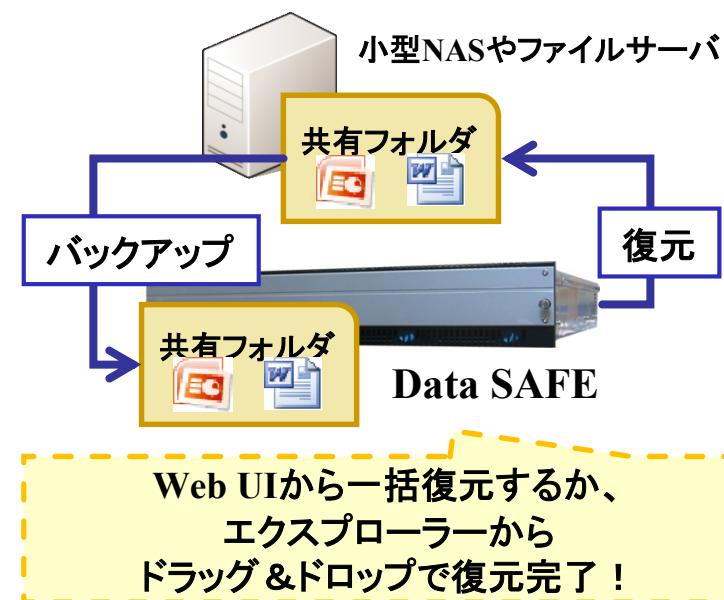 小型NASやファイルサーバ
共有フォルダ
バックアップ
復元
共有フォルダ
Data SAFE
Web UIから一括復元するか、
エクスプローラーから
ドラッグ＆ドロップで復元完了！